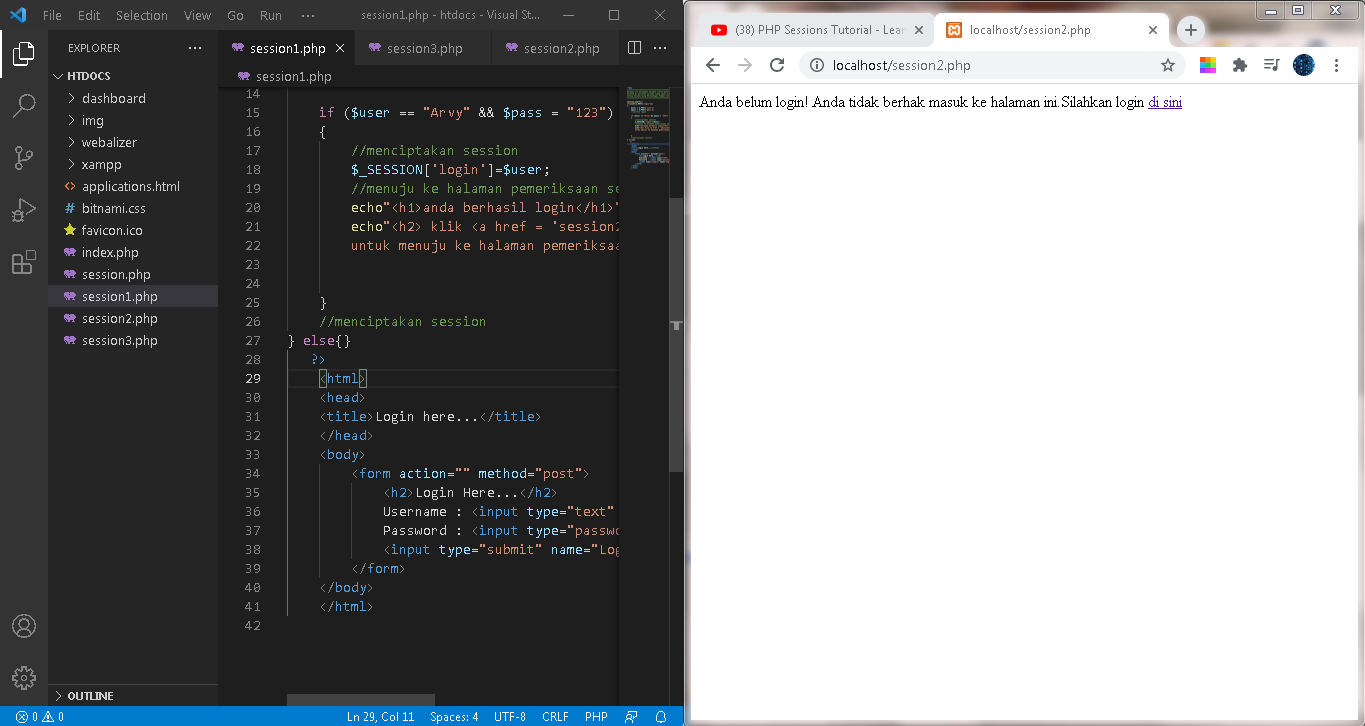 File Edit Selection View Go Run ··· session1.php - htdocs - Visual St...
EXPLORER ···
HTDOCS
dashboard
img
webalizer
xampp
applications.html
bitnami.css
favicon.ico
index.php
session.php
session1.php
session2.php
session3.php
OUTLINE
session1.php session3.php session2.php ···
session1.php
14
15 if ($user == "Arvy" && $pass = "123")
16 {
17 //menciptakan session
18 $_SESSION['login']=$user;
19 //menuju ke halaman pemeriksaan se
20 echo"<h1>anda berhasil login</h1>"
21 echo"<h2> klik <a href = 'session2
22 untuk menuju ke halaman pemeriksaa
23
24
25 }
26 //menciptakan session
27 } else{}
28 ?>
29 <html>
30 <head>
31 <title>Login here...</title>
32 </head>
33 <body>
34 <form action="" method="post">
35 <h2>Login Here...</h2>
36 Username : <input type="text"
37 Password : <input type="passwo
38 <input type="submit" name="Log
39 </form>
40 </body>
41 </html>
42
0 0 Ln 29, Col 11 Spaces: 4 UTF-8 CRLF PHP
(38) PHP Sessions Tutorial - Lear localhost/session2.php
localhost/session2.php
Anda belum login! Anda tidak berhak masuk ke halaman ini.Silahkan login di sini